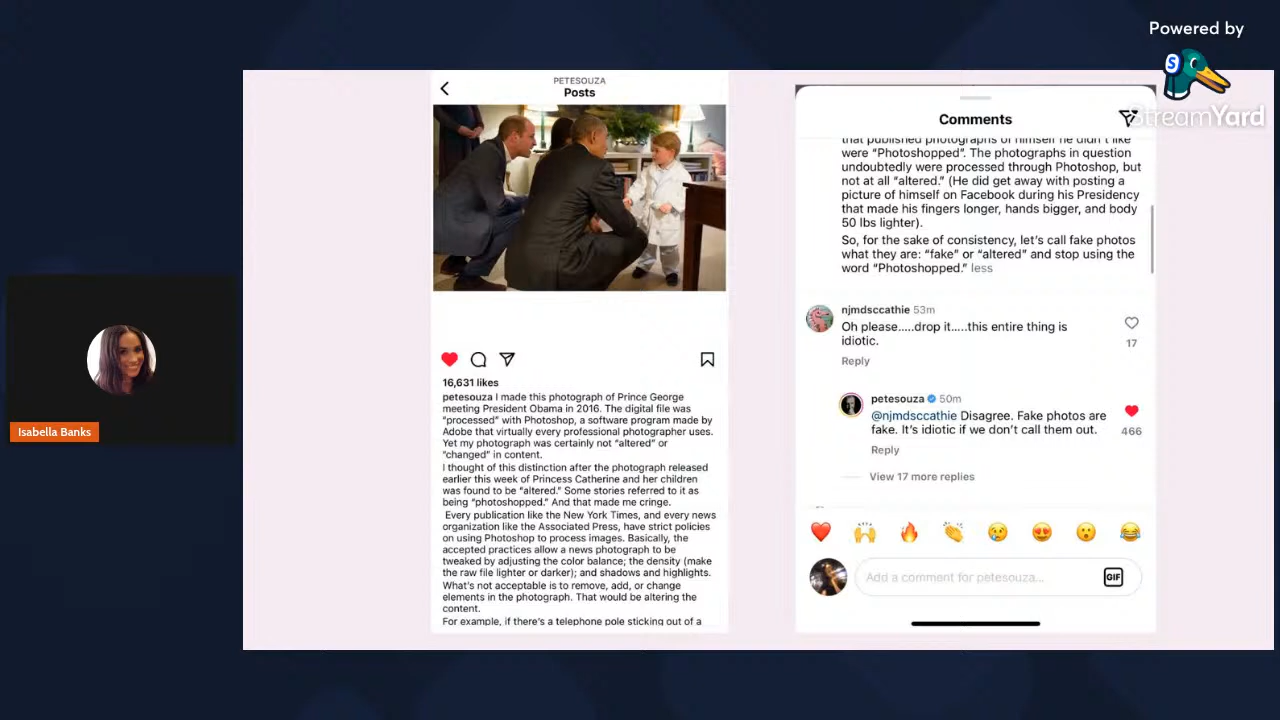 Powered by
StreamYard
PETESOUZA
Posts
16,631 likes
petesouza I made this photograph of Prince George
meeting President Obama in 2016. The digital file was
“processed” with Photoshop, a software program made by
Adobe that virtually every professional photographer uses.
Yet my photograph was certainly not “altered” or
“changed” in content.
I thought of this distinction after the photograph released
earlier this week of Princess Catherine and her children
was found to be “altered.” Some stories referred to it as
being “photoshopped.” And that made me cringe.
Every publication like the New York Times, and every news
organization like the Associated Press, have strict policies
on using Photoshop to process images. Basically, the
accepted practices allow a news photograph to be
tweaked by adjusting the color balance; the density (make
the raw file lighter or darker); and shadows and highlights.
What’s not acceptable is to remove, add, or change
elements in the photograph. That would be altering the
content.
For example, if there’s a telephone pole sticking out of a
Comments
that published photographs of himself he didn’t like
were “Photoshopped”. The photographs in question
undoubtedly were processed through Photoshop, but
not at all “altered.” (He did get away with posting a
picture of himself on Facebook during his Presidency
that made his fingers longer, hands bigger, and body
50 lbs lighter).
So, for the sake of consistency, let’s call fake photos
what they are: “fake” or “altered” and stop using the
word “Photoshopped.” less
njmdsccathie 53m
Oh please.....drop it.....this entire thing is
idiotic.
17
Reply
petesouza 50m
@njmdsccathie Disagree. Fake photos are
fake. It’s idiotic if we don’t call them out.
466
Reply
View 17 more replies
Add a comment for petesouza...
GIF
Isabella Banks